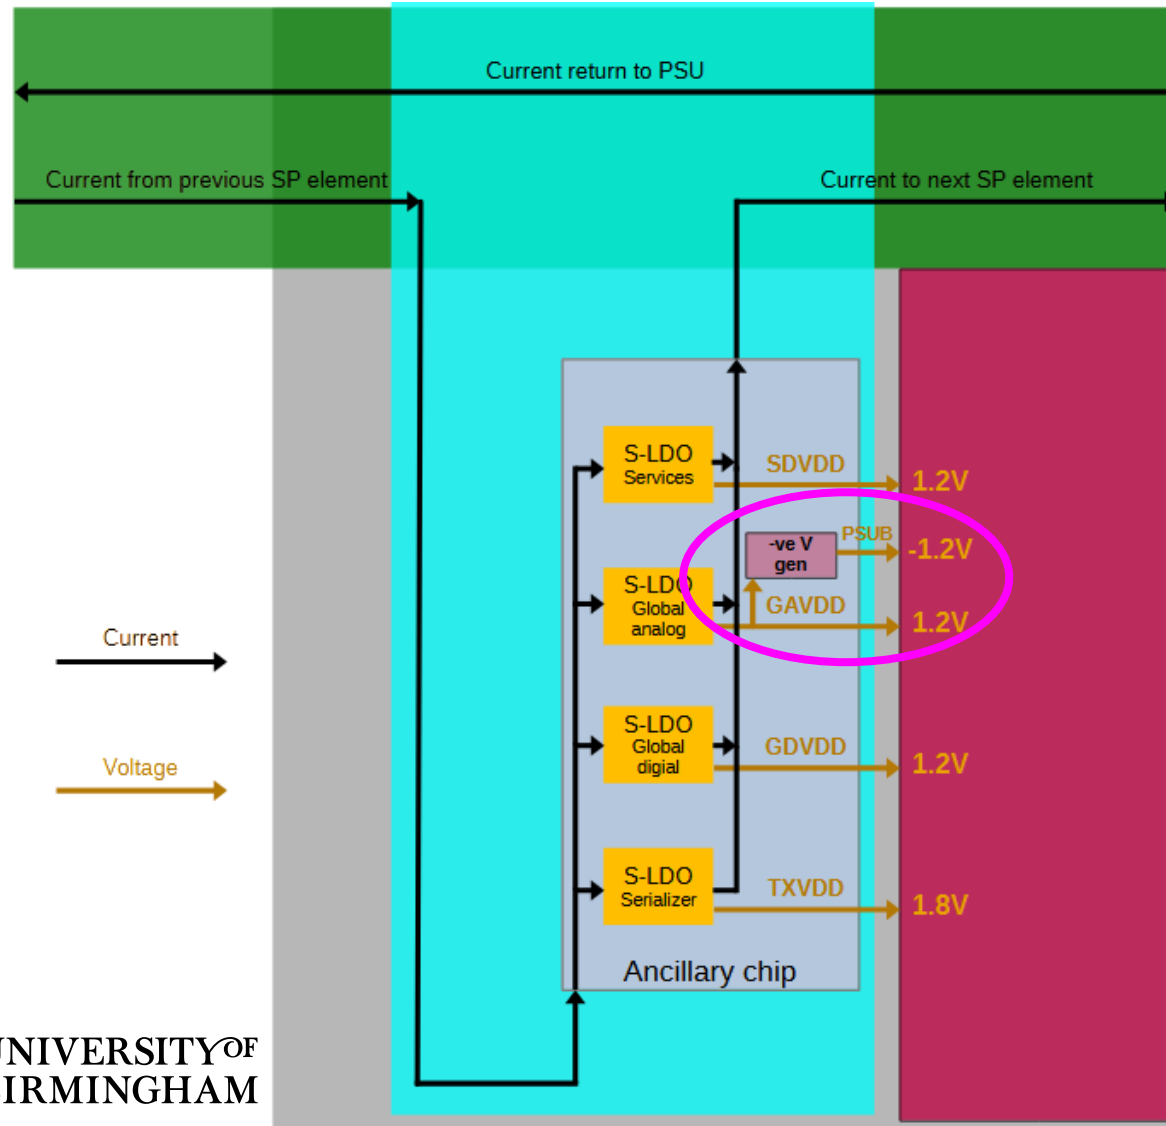 Current return to PSU
Current from previous SP element
Current to next SP element
S-LDO
Services
SDVDD
1.2V
-ve V
gen
PSUB
-1.2V
S-LDO
Global
analog
GAVDD
1.2V
Current
S-LDO
Global
digial
GDVDD
1.2V
Voltage
S-LDO
Serializer
TXVDD
1.8V
Ancillary chip
UNIVERSITY OF
BIRMINGHAM